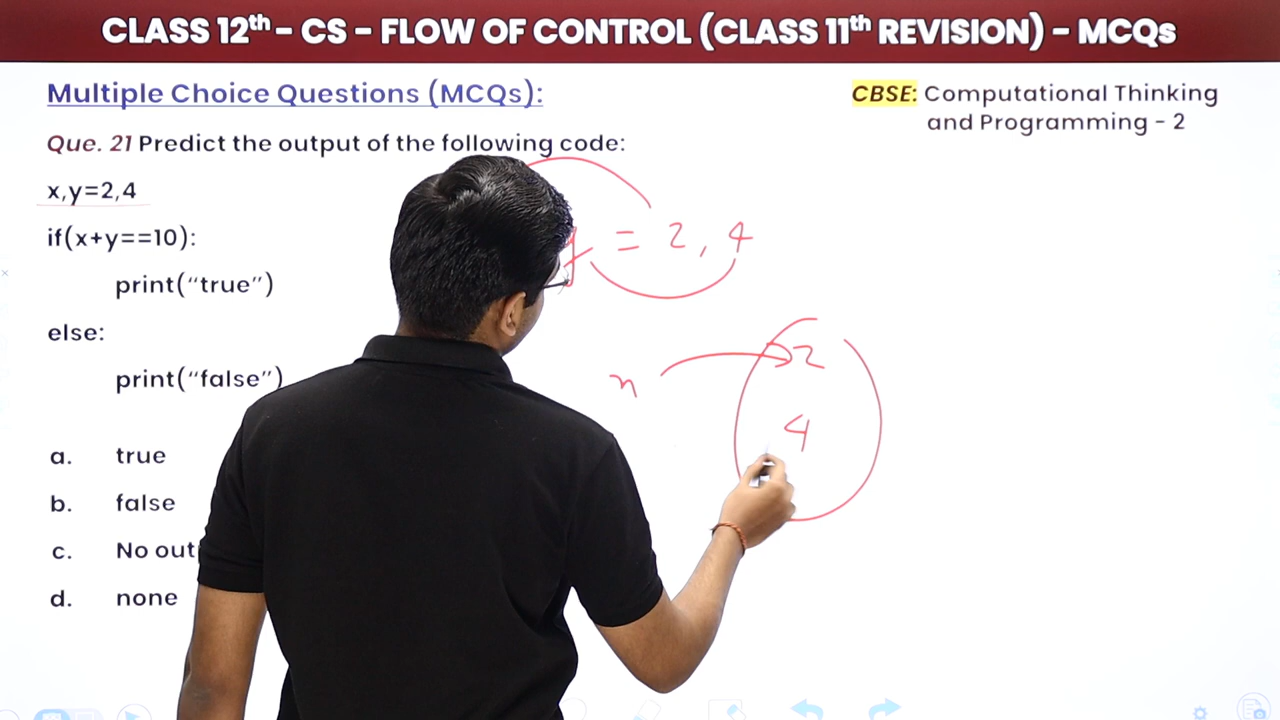 CLASS 12th - CS - FLOW OF CONTROL (CLASS 11th REVISION) - MCQs
Multiple Choice Questions (MCQs):
CBSE: Computational Thinking
and Programming - 2
Que. 21 Predict the output of the following code:
x,y=2,4
y = 2, 4
if(x+y==10):
print(“true”)
else:
2
print(“false”)
x
4
a. true
b. false
c. No
d. none